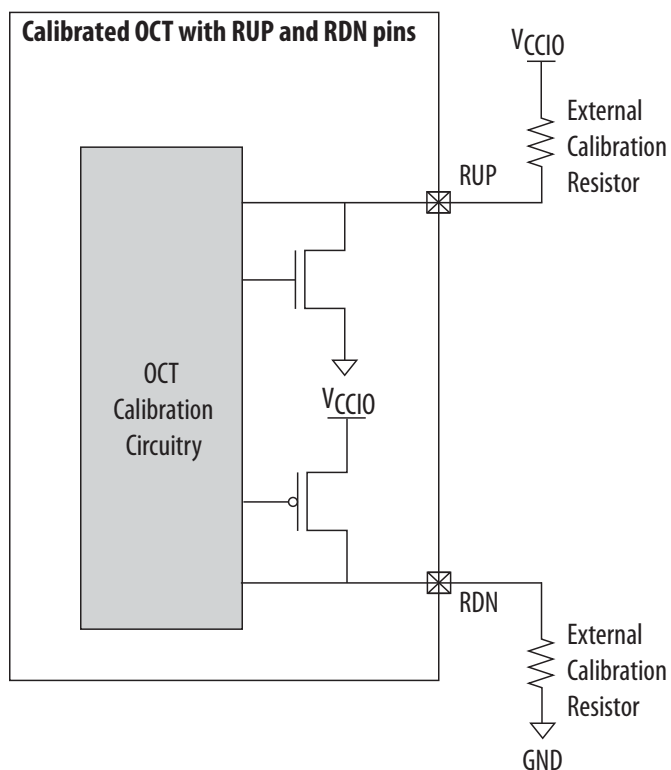 Calibrated OCT with RUP and RDN pins
VCCIO
External
Calibration
Resistor
RUP
OCT
Calibration
Circuitry
VCCIO
RDN
External
Calibration
Resistor
GND